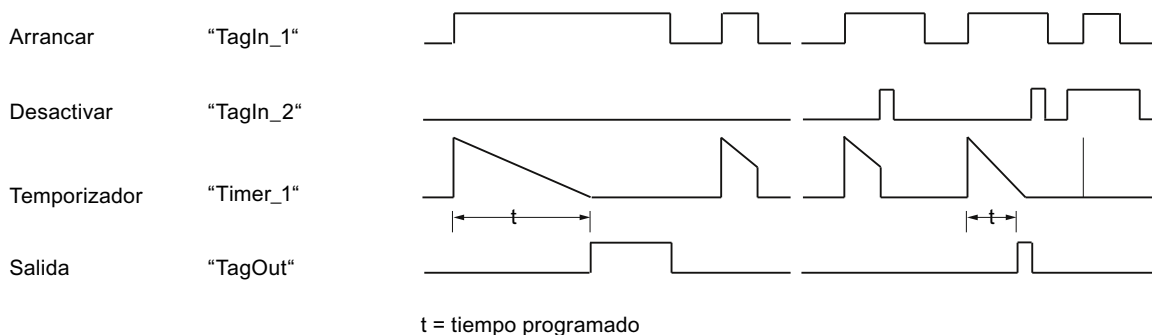 Arrancar "TagIn_1"
Desactivar "TagIn_2"
Temporizador "Timer_1"
t t
Salida "TagOut"
t = tiempo programado